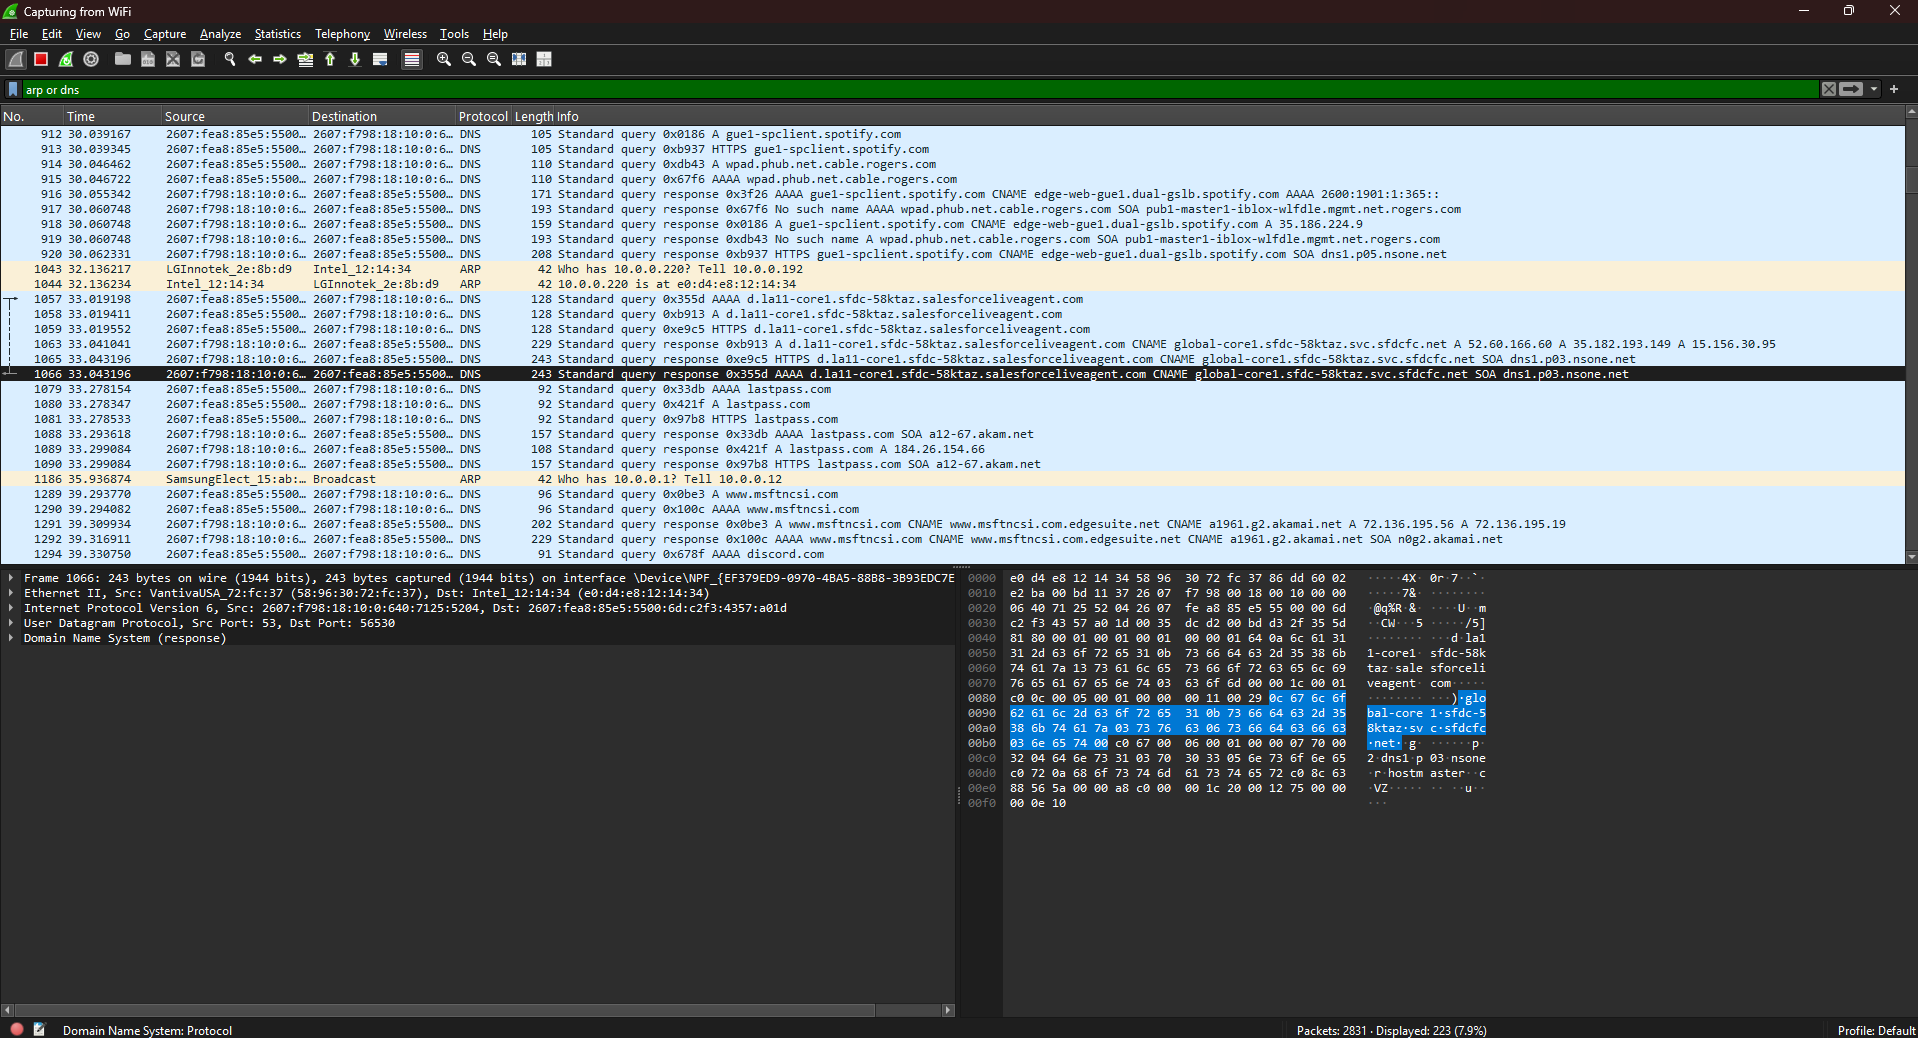 Capturing from WiFi
File Edit View Go Capture Analyze Statistics Telephony Wireless Tools Help
arp or dns
No. Time Source Destination Protocol Length Info
912 30.039167 2607:fea8:85e5:5500… 2607:f798:18:10:0:6… DNS 105 Standard query 0x0186 A gue1-spclient.spotify.com
913 30.039345 2607:fea8:85e5:5500… 2607:f798:18:10:0:6… DNS 105 Standard query 0xb937 HTTPS gue1-spclient.spotify.com
914 30.046462 2607:fea8:85e5:5500… 2607:f798:18:10:0:6… DNS 110 Standard query 0xdb43 A wpad.phub.net.cable.rogers.com
915 30.046722 2607:fea8:85e5:5500… 2607:f798:18:10:0:6… DNS 110 Standard query 0x67f6 AAAA wpad.phub.net.cable.rogers.com
916 30.055342 2607:f798:18:10:0:6… 2607:fea8:85e5:5500… DNS 171 Standard query response 0x3f26 AAAA gue1-spclient.spotify.com CNAME edge-web-gue1.dual-gslb.spotify.com AAAA 2600:1901:1:365::
917 30.060748 2607:f798:18:10:0:6… 2607:fea8:85e5:5500… DNS 193 Standard query response 0x67f6 No such name AAAA wpad.phub.net.cable.rogers.com SOA pub1-master1-iblox-wlfdle.mgmt.net.rogers.com
918 30.060748 2607:f798:18:10:0:6… 2607:fea8:85e5:5500… DNS 159 Standard query response 0x0186 A gue1-spclient.spotify.com CNAME edge-web-gue1.dual-gslb.spotify.com A 35.186.224.9
919 30.060748 2607:f798:18:10:0:6… 2607:fea8:85e5:5500… DNS 193 Standard query response 0xdb43 No such name A wpad.phub.net.cable.rogers.com SOA pub1-master1-iblox-wlfdle.mgmt.net.rogers.com
920 30.062331 2607:f798:18:10:0:6… 2607:fea8:85e5:5500… DNS 208 Standard query response 0xb937 HTTPS gue1-spclient.spotify.com CNAME edge-web-gue1.dual-gslb.spotify.com SOA dns1.p05.nsone.net
1043 32.136217 LGInnotek_2e:8b:d9 Intel_12:14:34 ARP 42 Who has 10.0.0.220? Tell 10.0.0.192
1044 32.136234 Intel_12:14:34 LGInnotek_2e:8b:d9 ARP 42 10.0.0.220 is at e0:d4:e8:12:14:34
1057 33.019198 2607:fea8:85e5:5500… 2607:f798:18:10:0:6… DNS 128 Standard query 0x355d AAAA d.la11-core1.sfdc-58ktaz.salesforceliveagent.com
1058 33.019411 2607:fea8:85e5:5500… 2607:f798:18:10:0:6… DNS 128 Standard query 0xb913 A d.la11-core1.sfdc-58ktaz.salesforceliveagent.com
1059 33.019552 2607:fea8:85e5:5500… 2607:f798:18:10:0:6… DNS 128 Standard query 0xe9c5 HTTPS d.la11-core1.sfdc-58ktaz.salesforceliveagent.com
1063 33.041041 2607:f798:18:10:0:6… 2607:fea8:85e5:5500… DNS 229 Standard query response 0xb913 A d.la11-core1.sfdc-58ktaz.salesforceliveagent.com CNAME global-core1.sfdc-58ktaz.svc.sfdcfc.net A 52.60.166.60 A 35.182.193.149 A 15.156.30.95
1065 33.043196 2607:f798:18:10:0:6… 2607:fea8:85e5:5500… DNS 243 Standard query response 0xe9c5 HTTPS d.la11-core1.sfdc-58ktaz.salesforceliveagent.com CNAME global-core1.sfdc-58ktaz.svc.sfdcfc.net SOA dns1.p03.nsone.net
1066 33.043196 2607:f798:18:10:0:6… 2607:fea8:85e5:5500… DNS 243 Standard query response 0x355d AAAA d.la11-core1.sfdc-58ktaz.salesforceliveagent.com CNAME global-core1.sfdc-58ktaz.svc.sfdcfc.net SOA dns1.p03.nsone.net
1079 33.278154 2607:fea8:85e5:5500… 2607:f798:18:10:0:6… DNS 92 Standard query 0x33db AAAA lastpass.com
1080 33.278347 2607:fea8:85e5:5500… 2607:f798:18:10:0:6… DNS 92 Standard query 0x421f A lastpass.com
1081 33.278533 2607:fea8:85e5:5500… 2607:f798:18:10:0:6… DNS 92 Standard query 0x97b8 HTTPS lastpass.com
1088 33.293618 2607:f798:18:10:0:6… 2607:fea8:85e5:5500… DNS 157 Standard query response 0x33db AAAA lastpass.com SOA a12-67.akam.net
1089 33.299084 2607:f798:18:10:0:6… 2607:fea8:85e5:5500… DNS 108 Standard query response 0x421f A lastpass.com A 184.26.154.66
1090 33.299084 2607:f798:18:10:0:6… 2607:fea8:85e5:5500… DNS 157 Standard query response 0x97b8 HTTPS lastpass.com SOA a12-67.akam.net
1186 35.936874 SamsungElect_15:ab:… Broadcast ARP 42 Who has 10.0.0.1? Tell 10.0.0.12
1289 39.293770 2607:fea8:85e5:5500… 2607:f798:18:10:0:6… DNS 96 Standard query 0x0be3 A www.msftncsi.com
1290 39.294082 2607:fea8:85e5:5500… 2607:f798:18:10:0:6… DNS 96 Standard query 0x100c AAAA www.msftncsi.com
1291 39.309934 2607:f798:18:10:0:6… 2607:fea8:85e5:5500… DNS 202 Standard query response 0x0be3 A www.msftncsi.com CNAME www.msftncsi.com.edgesuite.net CNAME a1961.g2.akamai.net A 72.136.195.56 A 72.136.195.19
1292 39.316911 2607:f798:18:10:0:6… 2607:fea8:85e5:5500… DNS 229 Standard query response 0x100c AAAA www.msftncsi.com CNAME www.msftncsi.com.edgesuite.net CNAME a1961.g2.akamai.net SOA n0g2.akamai.net
1294 39.330750 2607:fea8:85e5:5500… 2607:f798:18:10:0:6… DNS 91 Standard query 0x678f AAAA discord.com
Frame 1066: 243 bytes on wire (1944 bits), 243 bytes captured (1944 bits) on interface \Device\NPF_{EF379ED9-0970-4BA5-88B8-3B93EDC7E
Ethernet II, Src: VantivaUSA_72:fc:37 (58:96:30:72:fc:37), Dst: Intel_12:14:34 (e0:d4:e8:12:14:34)
Internet Protocol Version 6, Src: 2607:f798:18:10:0:640:7125:5204, Dst: 2607:fea8:85e5:5500:6d:c2f3:4357:a01d
User Datagram Protocol, Src Port: 53, Dst Port: 56530
Domain Name System (response)
0000 e0 d4 e8 12 14 34 58 96 30 72 fc 37 86 dd 60 02 ·····4X· 0r·7··`·
0010 e2 ba 00 bd 11 37 26 07 f7 98 00 18 00 10 00 00 ·····7&· ········
0020 06 40 71 25 52 04 26 07 fe a8 85 e5 55 00 00 6d ·@q%R·&· ····U··m
0030 c2 f3 43 57 a0 1d 00 35 dc d2 00 bd d3 2f 35 5d ··CW···5 ·····/5]
0040 81 80 00 01 00 01 00 01 00 00 01 64 0a 6c 61 31 ········ ···d·la1
0050 31 2d 63 6f 72 65 31 0b 73 66 64 63 2d 35 38 6b 1-core1· sfdc-58k
0060 74 61 7a 13 73 61 6c 65 73 66 6f 72 63 65 6c 69 taz·sale sforceli
0070 76 65 61 67 65 6e 74 03 63 6f 6d 00 00 1c 00 01 veagent· com·····
0080 c0 0c 00 05 00 01 00 00 00 11 00 29 0c 67 6c 6f ········ ···)·glo
0090 62 61 6c 2d 63 6f 72 65 31 0b 73 66 64 63 2d 35 bal-core 1·sfdc-5
00a0 38 6b 74 61 7a 03 73 76 63 06 73 66 64 63 66 63 8ktaz·sv c·sfdcfc
00b0 03 6e 65 74 00 c0 67 00 06 00 01 00 00 07 70 00 ·net··g· ······p·
00c0 32 04 64 6e 73 31 03 70 30 33 05 6e 73 6f 6e 65 2·dns1·p 03·nsone
00d0 c0 72 0a 68 6f 73 74 6d 61 73 74 65 72 c0 8c 63 ·r·hostm aster··c
00e0 88 56 5a 00 00 a8 c0 00 00 1c 20 00 12 75 00 00 ·VZ····· ·· ··u··
00f0 00 0e 10 ···
Domain Name System: Protocol Packets: 2831 · Displayed: 223 (7.9%) Profile: Default